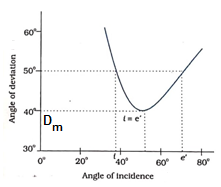 60°
50°
40°
30°
Angle of deviation
Dm
i = e'
i
e'
0°
20°
40°
60°
80°
Angle of incidence